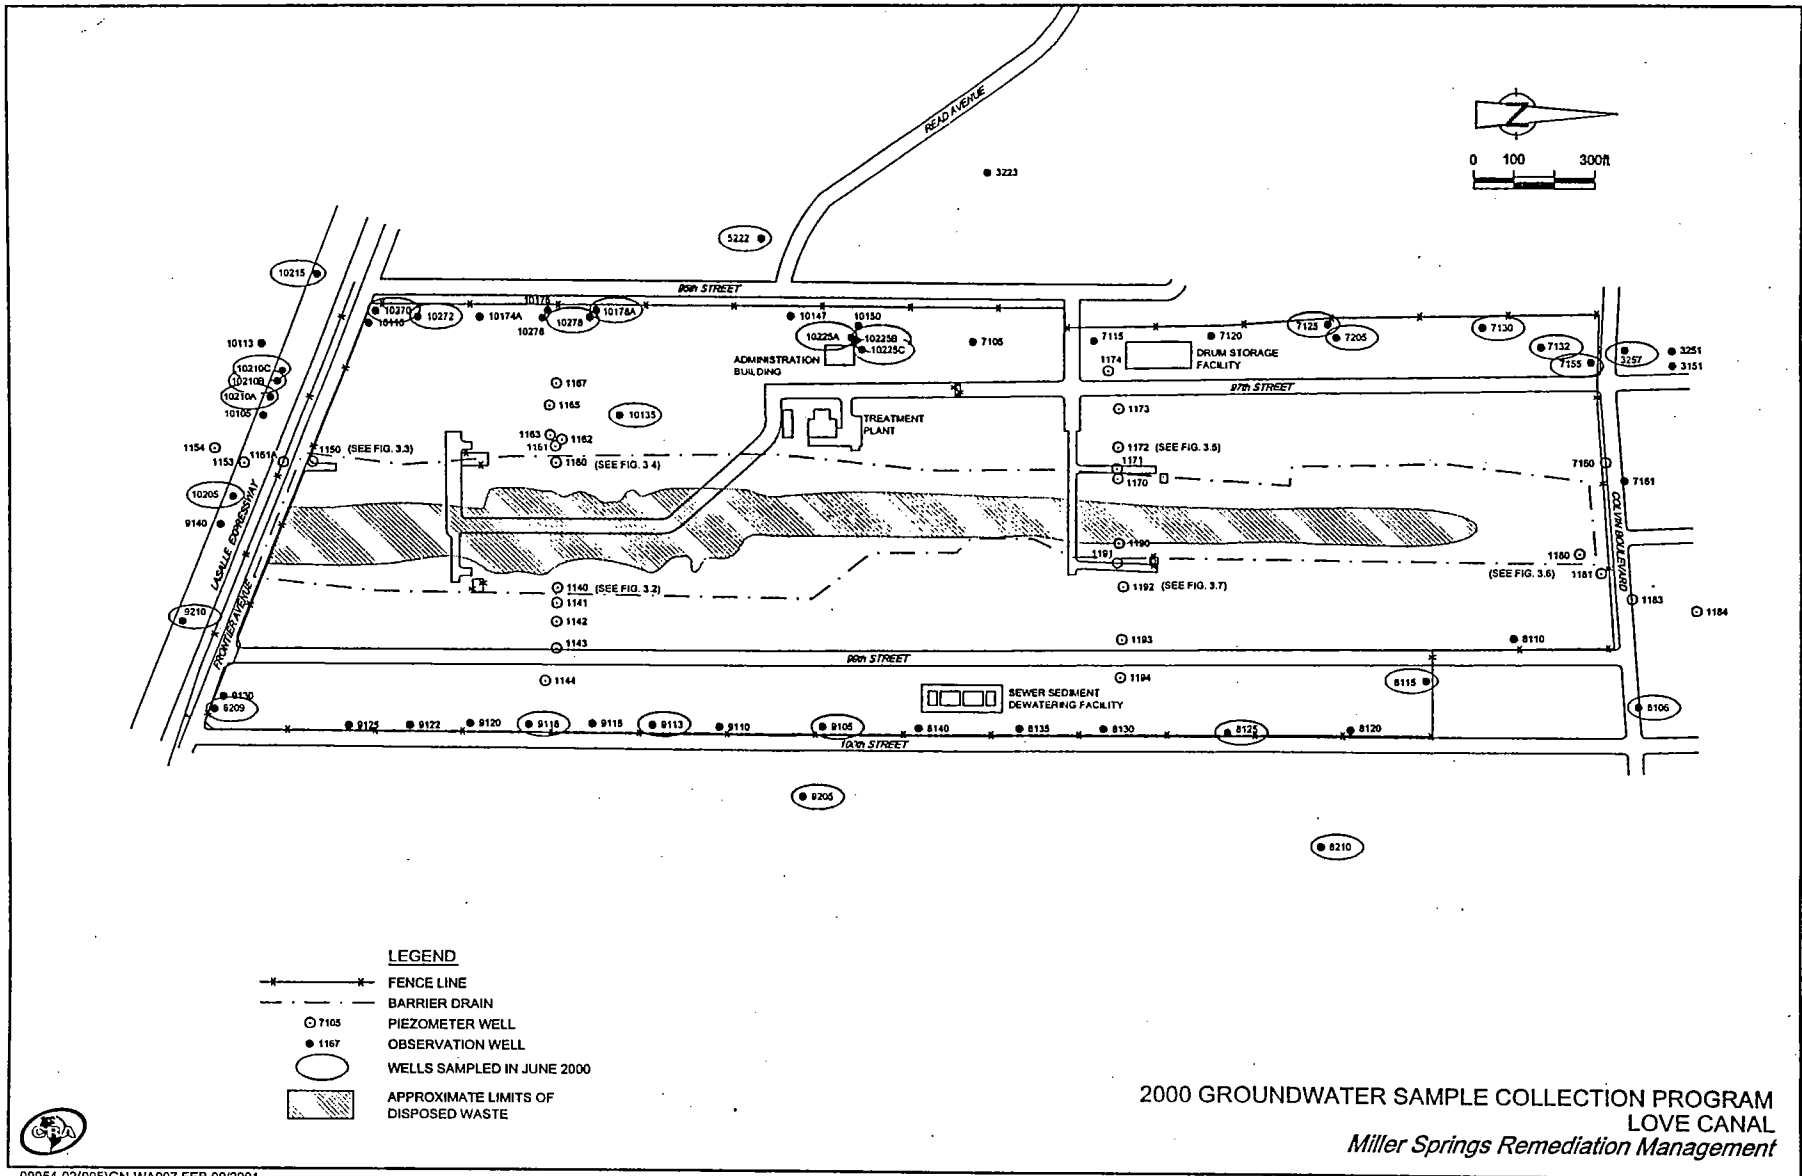 READ AVENUE
Z
0 100 300ft
3223
5222
10215
95th STREET
10270
10110
10272
10174A
10176
10276
10278
10178A
10147
10150
10225A
10225B
10225C
7105
7115
1174
7120
7125
7205
7130
7132
7155
3257
3251
3151
10113
10210C
10210B
10210A
10105
ADMINISTRATION
BUILDING
DRUM STORAGE
FACILITY
97th STREET
1167
1165
10135
TREATMENT
PLANT
1173
1154
1153
1151A
1150 (SEE FIG. 3.3)
1163
1162
1161
1160 (SEE FIG. 3.4)
1172 (SEE FIG. 3.5)
1171
1170
7160
7161
10205
9140
LASALLE EXPRESSWAY
COLVIN BOULEVARD
1190
1191
1192 (SEE FIG. 3.7)
1180
(SEE FIG. 3.6)
1181
1183
1184
9210
FRONTIER AVENUE
1140 (SEE FIG. 3.2)
1141
1142
1143
1193
8110
99th STREET
1144
1194
8115
9130
6209
SEWER SEDIMENT
DEWATERING FACILITY
8106
9125
9122
9120
9118
9115
9113
9110
9105
8140
8135
8130
8125
8120
100th STREET
9205
8210
LEGEND
FENCE LINE
BARRIER DRAIN
7105 PIEZOMETER WELL
1167 OBSERVATION WELL
WELLS SAMPLED IN JUNE 2000
APPROXIMATE LIMITS OF
DISPOSED WASTE
CRA
2000 GROUNDWATER SAMPLE COLLECTION PROGRAM
LOVE CANAL
Miller Springs Remediation Management